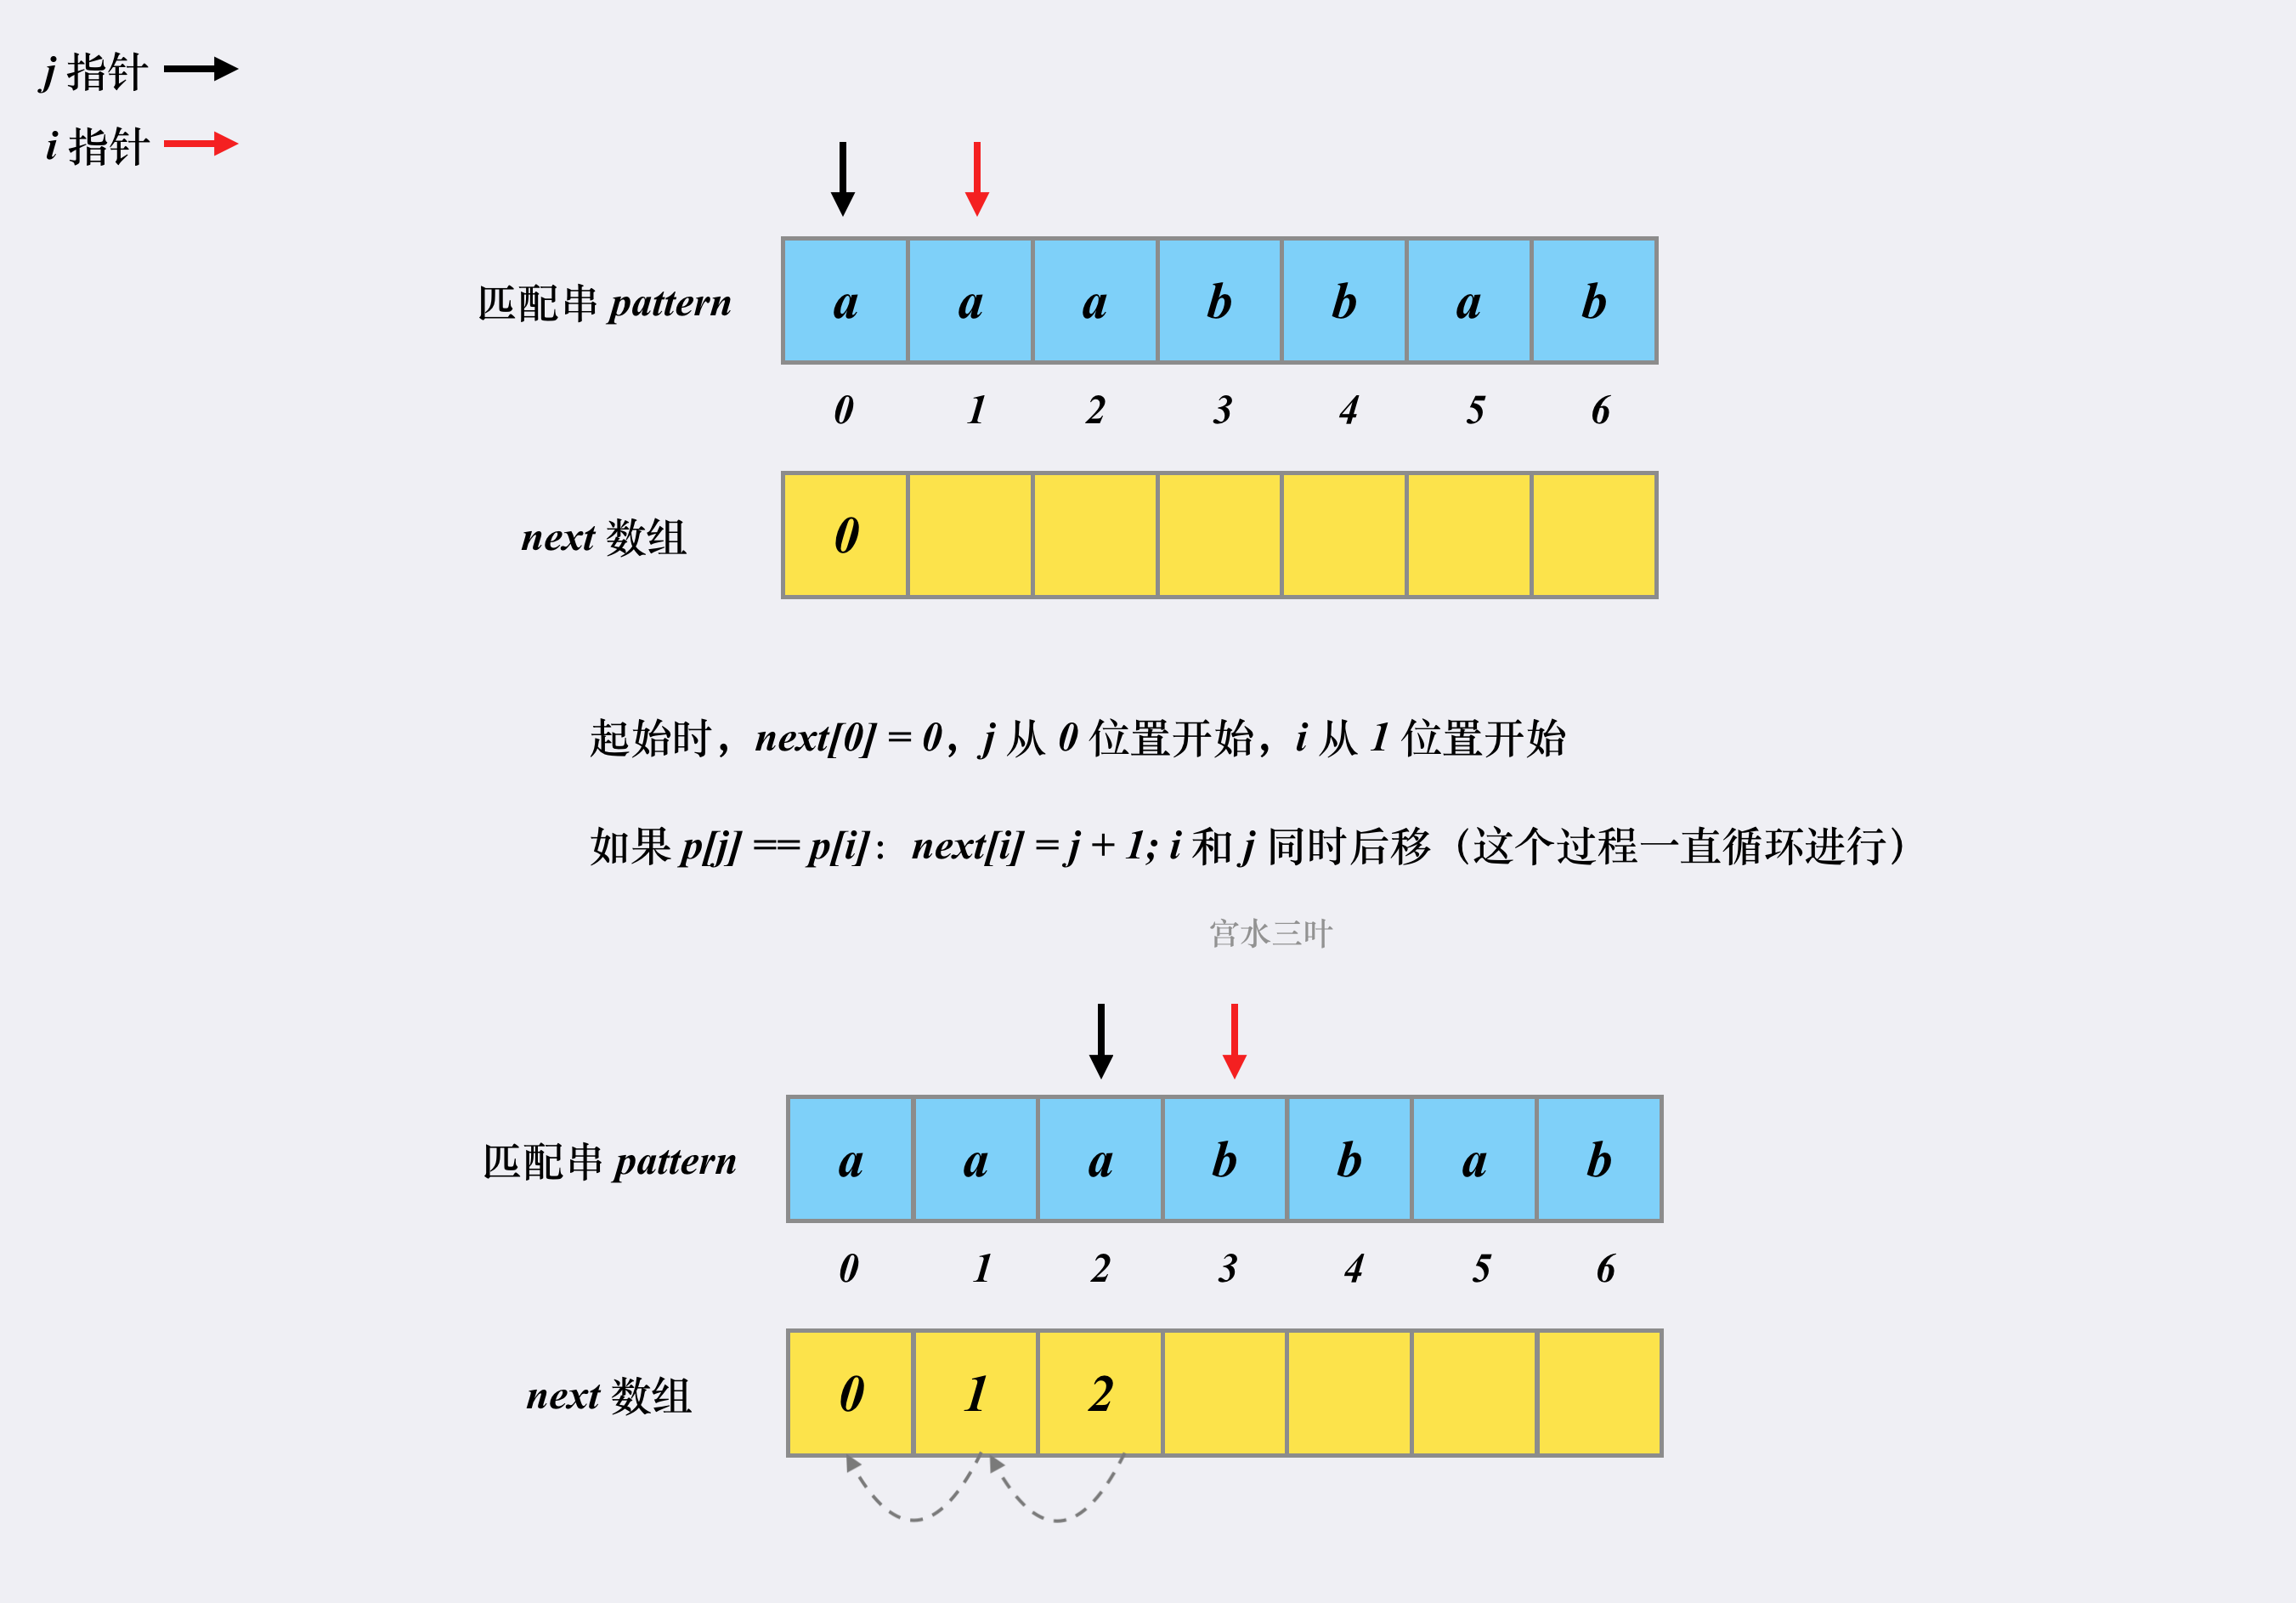 j 指针
i 指针
匹配串 pattern a a a b b a b
0 1 2 3 4 5 6
next 数组 0
起始时，next[0] = 0，j 从 0 位置开始，i 从 1 位置开始
如果 p[j] == p[i]：next[i] = j + 1; i 和 j 同时后移（这个过程一直循环进行）
宫水三叶
匹配串 pattern a a a b b a b
0 1 2 3 4 5 6
next 数组 0 1 2